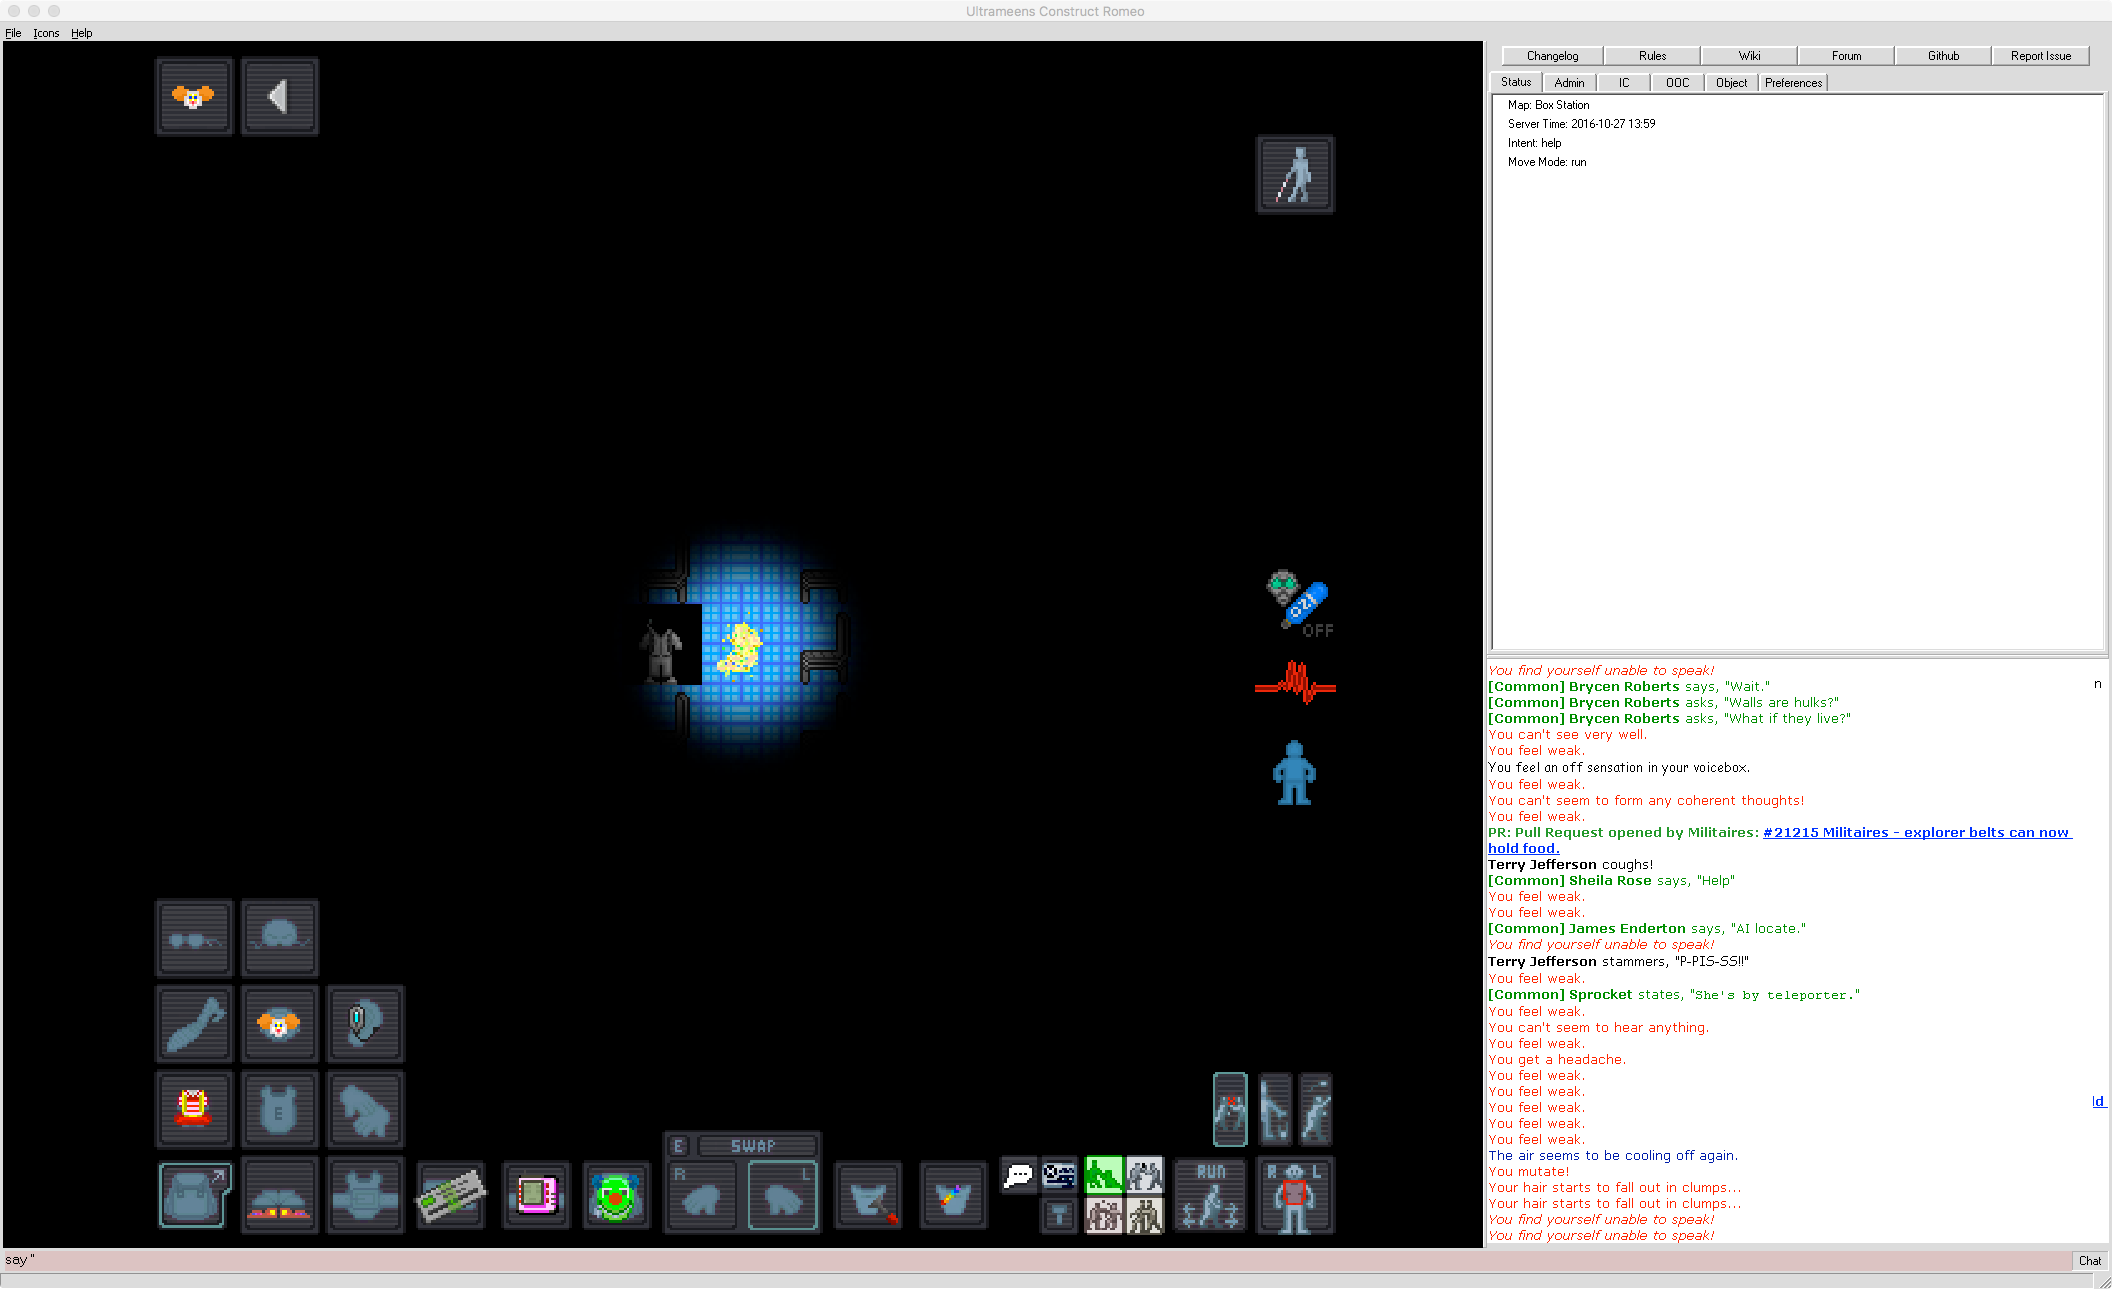 Ultrameens Construct Romeo
File Icons Help
Changelog Rules Wiki Forum Github Report Issue
Status Admin IC OOC Object Preferences
Map: Box Station
Server Time: 2016-10-27 13:59
Intent: help
Move Mode: run
OFF
You find yourself unable to speak!
[Common] Brycen Roberts says, "Wait."
n
[Common] Brycen Roberts asks, "Walls are hulks?"
[Common] Brycen Roberts asks, "What if they live?"
You can't see very well.
You feel weak.
You feel an off sensation in your voicebox.
You feel weak.
You can't seem to form any coherent thoughts!
You feel weak.
PR: Pull Request opened by Militaires: #21215 Militaires - explorer belts can now
hold food.
Terry Jefferson coughs!
[Common] Sheila Rose says, "Help"
You feel weak.
You feel weak.
[Common] James Enderton says, "AI locate."
You find yourself unable to speak!
Terry Jefferson stammers, "P-PIS-SS!!"
You feel weak.
[Common] Sprocket states, "She's by teleporter."
You feel weak.
You can't seem to hear anything.
You feel weak.
You get a headache.
You feel weak.
You feel weak.
ld
You feel weak.
You feel weak.
You feel weak.
The air seems to be cooling off again.
You mutate!
Your hair starts to fall out in clumps...
Your hair starts to fall out in clumps...
You find yourself unable to speak!
You find yourself unable to speak!
E
E SWAP
R L
RUN
R L
say "
Chat